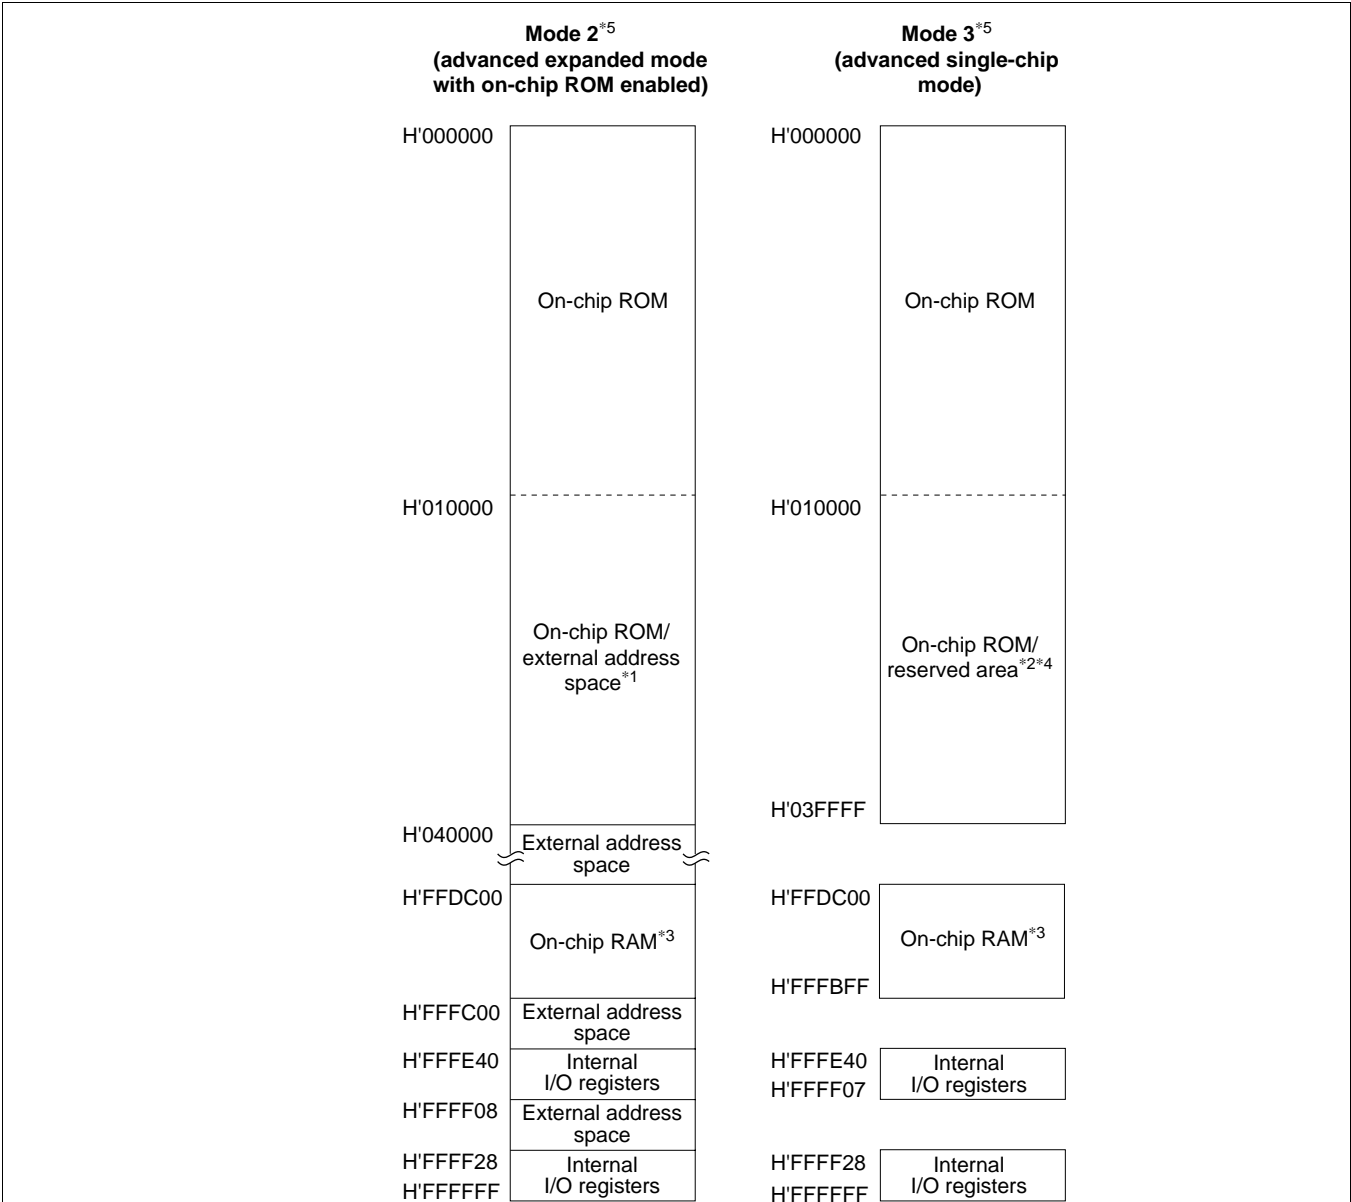 Mode 2*5
(advanced expanded mode
with on-chip ROM enabled)
H'000000
On-chip ROM
H'010000
On-chip ROM/
external address
space*1
H'040000
External address
space
H'FFDC00
On-chip RAM*3
H'FFFC00
External address
space
H'FFFE40
Internal
I/O registers
H'FFFF08
External address
space
H'FFFF28
Internal
I/O registers
H'FFFFFF
Mode 3*5
(advanced single-chip
mode)
H'000000
On-chip ROM
H'010000
On-chip ROM/
reserved area*2*4
H'03FFFF
H'FFDC00
On-chip RAM*3
H'FFFBFF
H'FFFE40
Internal
I/O registers
H'FFFF07
H'FFFF28
Internal
I/O registers
H'FFFFFF